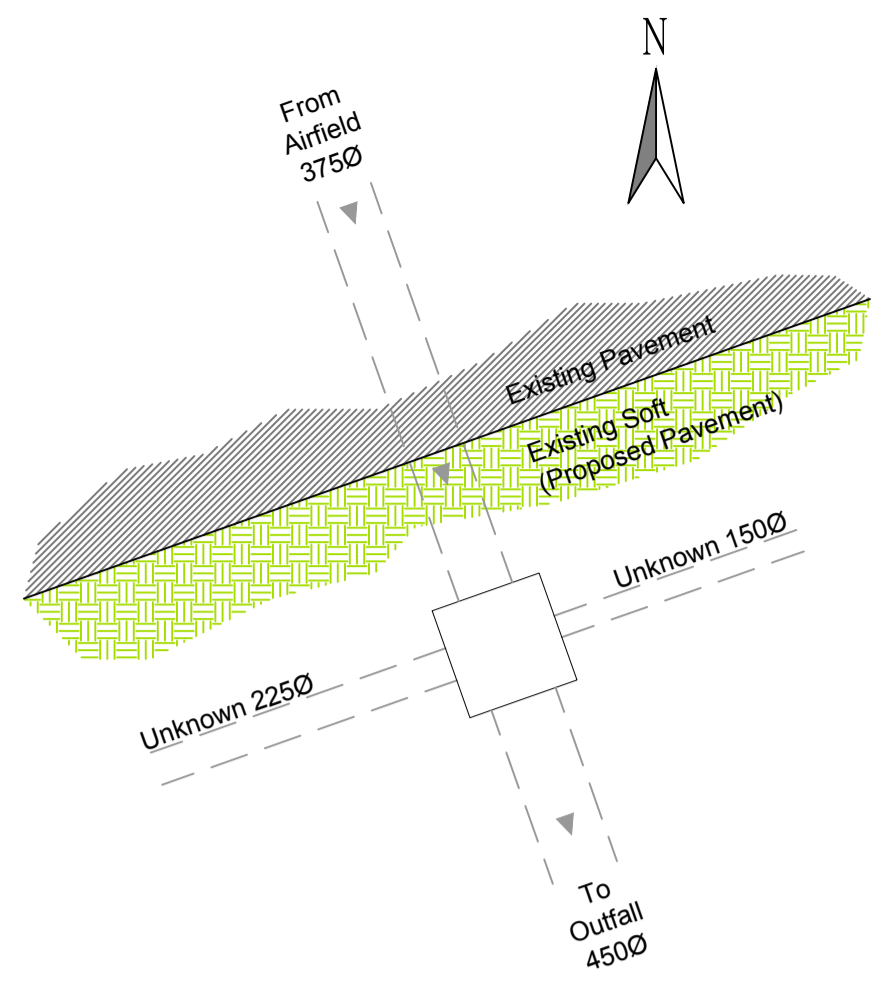 N
From
Airfield
375Ø
Existing Pavement
Existing Soft
(Proposed Pavement)
Unknown 150Ø
Unknown 225Ø
To
Outfall
450Ø